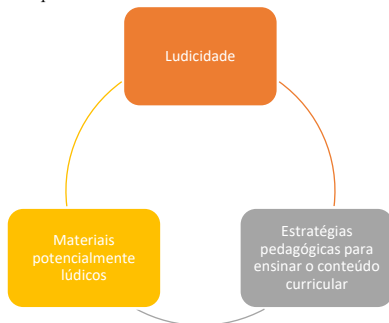 Ludicidade
Materiais
potencialmente
lúdicos
Estratégias
pedagógicas para
ensinar o conteúdo
curricular